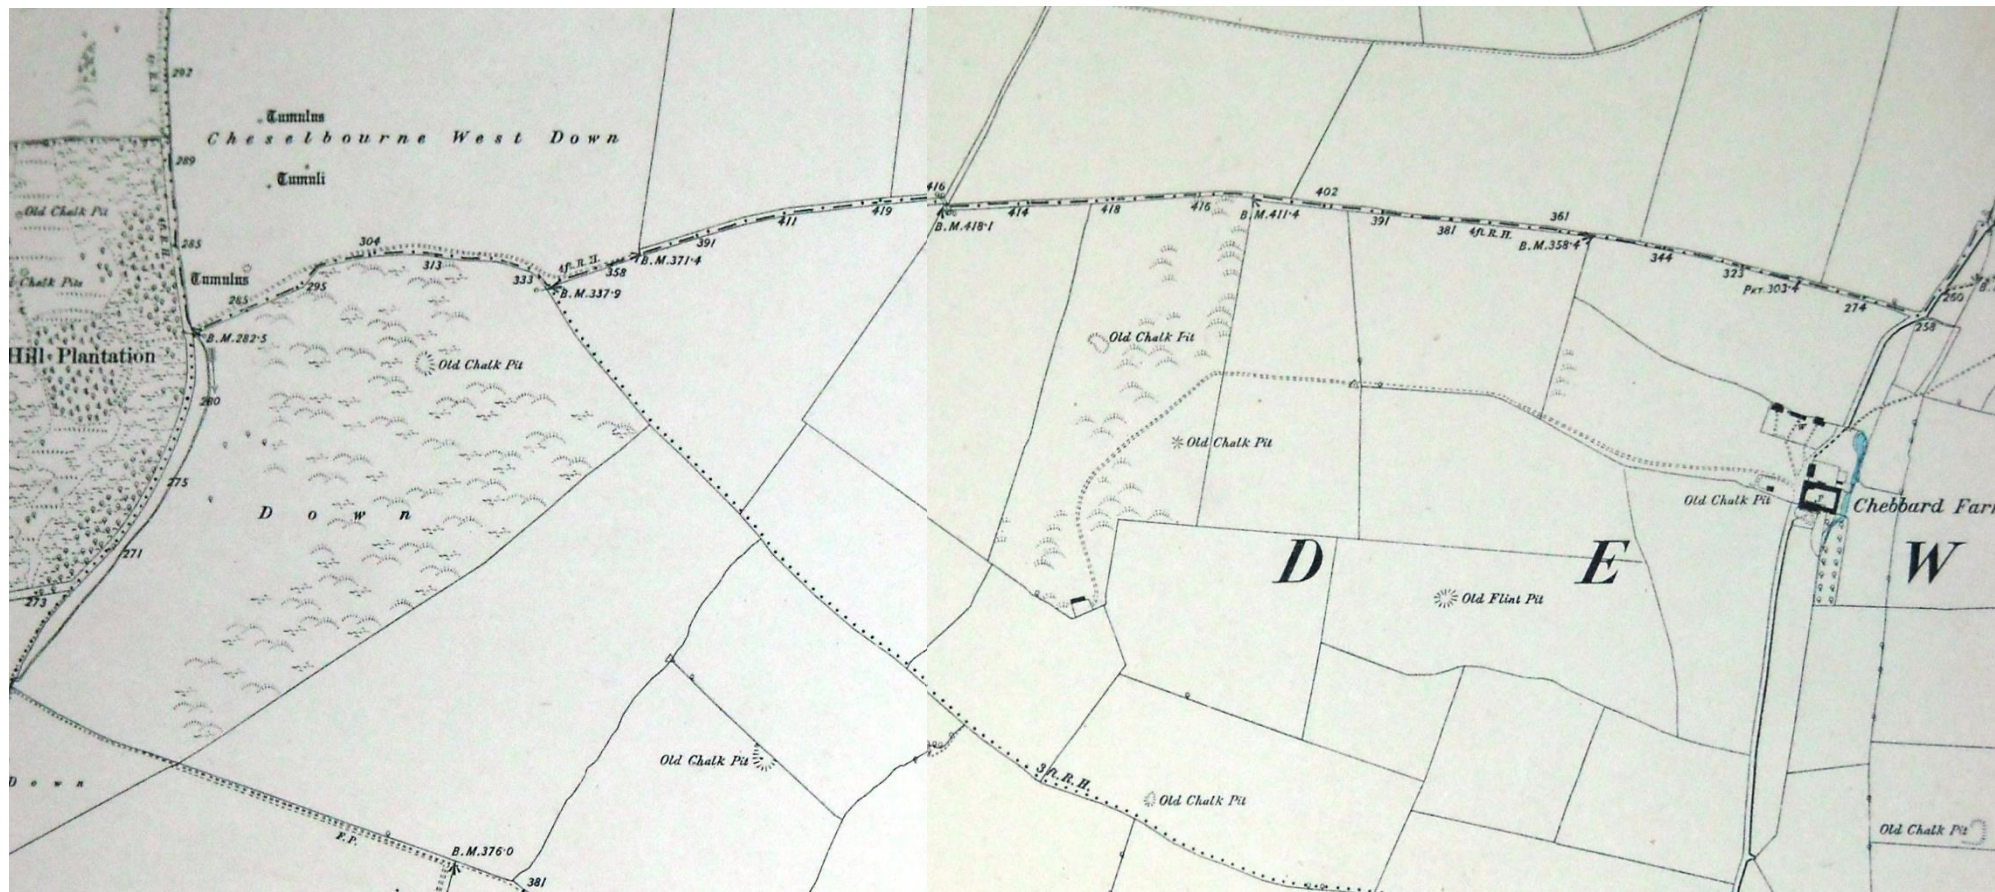 292
Tumulus
Cheselbourne West Down
289
Tumuli
Old Chalk Pit
416
419
411
414
418
416
402
B.M.418·1
B.M.411·4
391
381
4ft.R.H.
361
B.M.358·4
285
304
313
391
4ft.R.H.
358
B.M.371·4
344
323
PKT.303·4
274
260
258
Chalk Pits
Tumulus
265
295
333
B.M.337·9
B.M.282·5
Hill Plantation
Old Chalk Pit
Old Chalk Pit
280
Old Chalk Pit
275
Down
Old Chalk Pit
Chebbard Farm
271
D E W
273
Old Flint Pit
Old Chalk Pit
3ft.R.H.
Down
Old Chalk Pit
Old Chalk Pit
F.P.
B.M.376·0
381